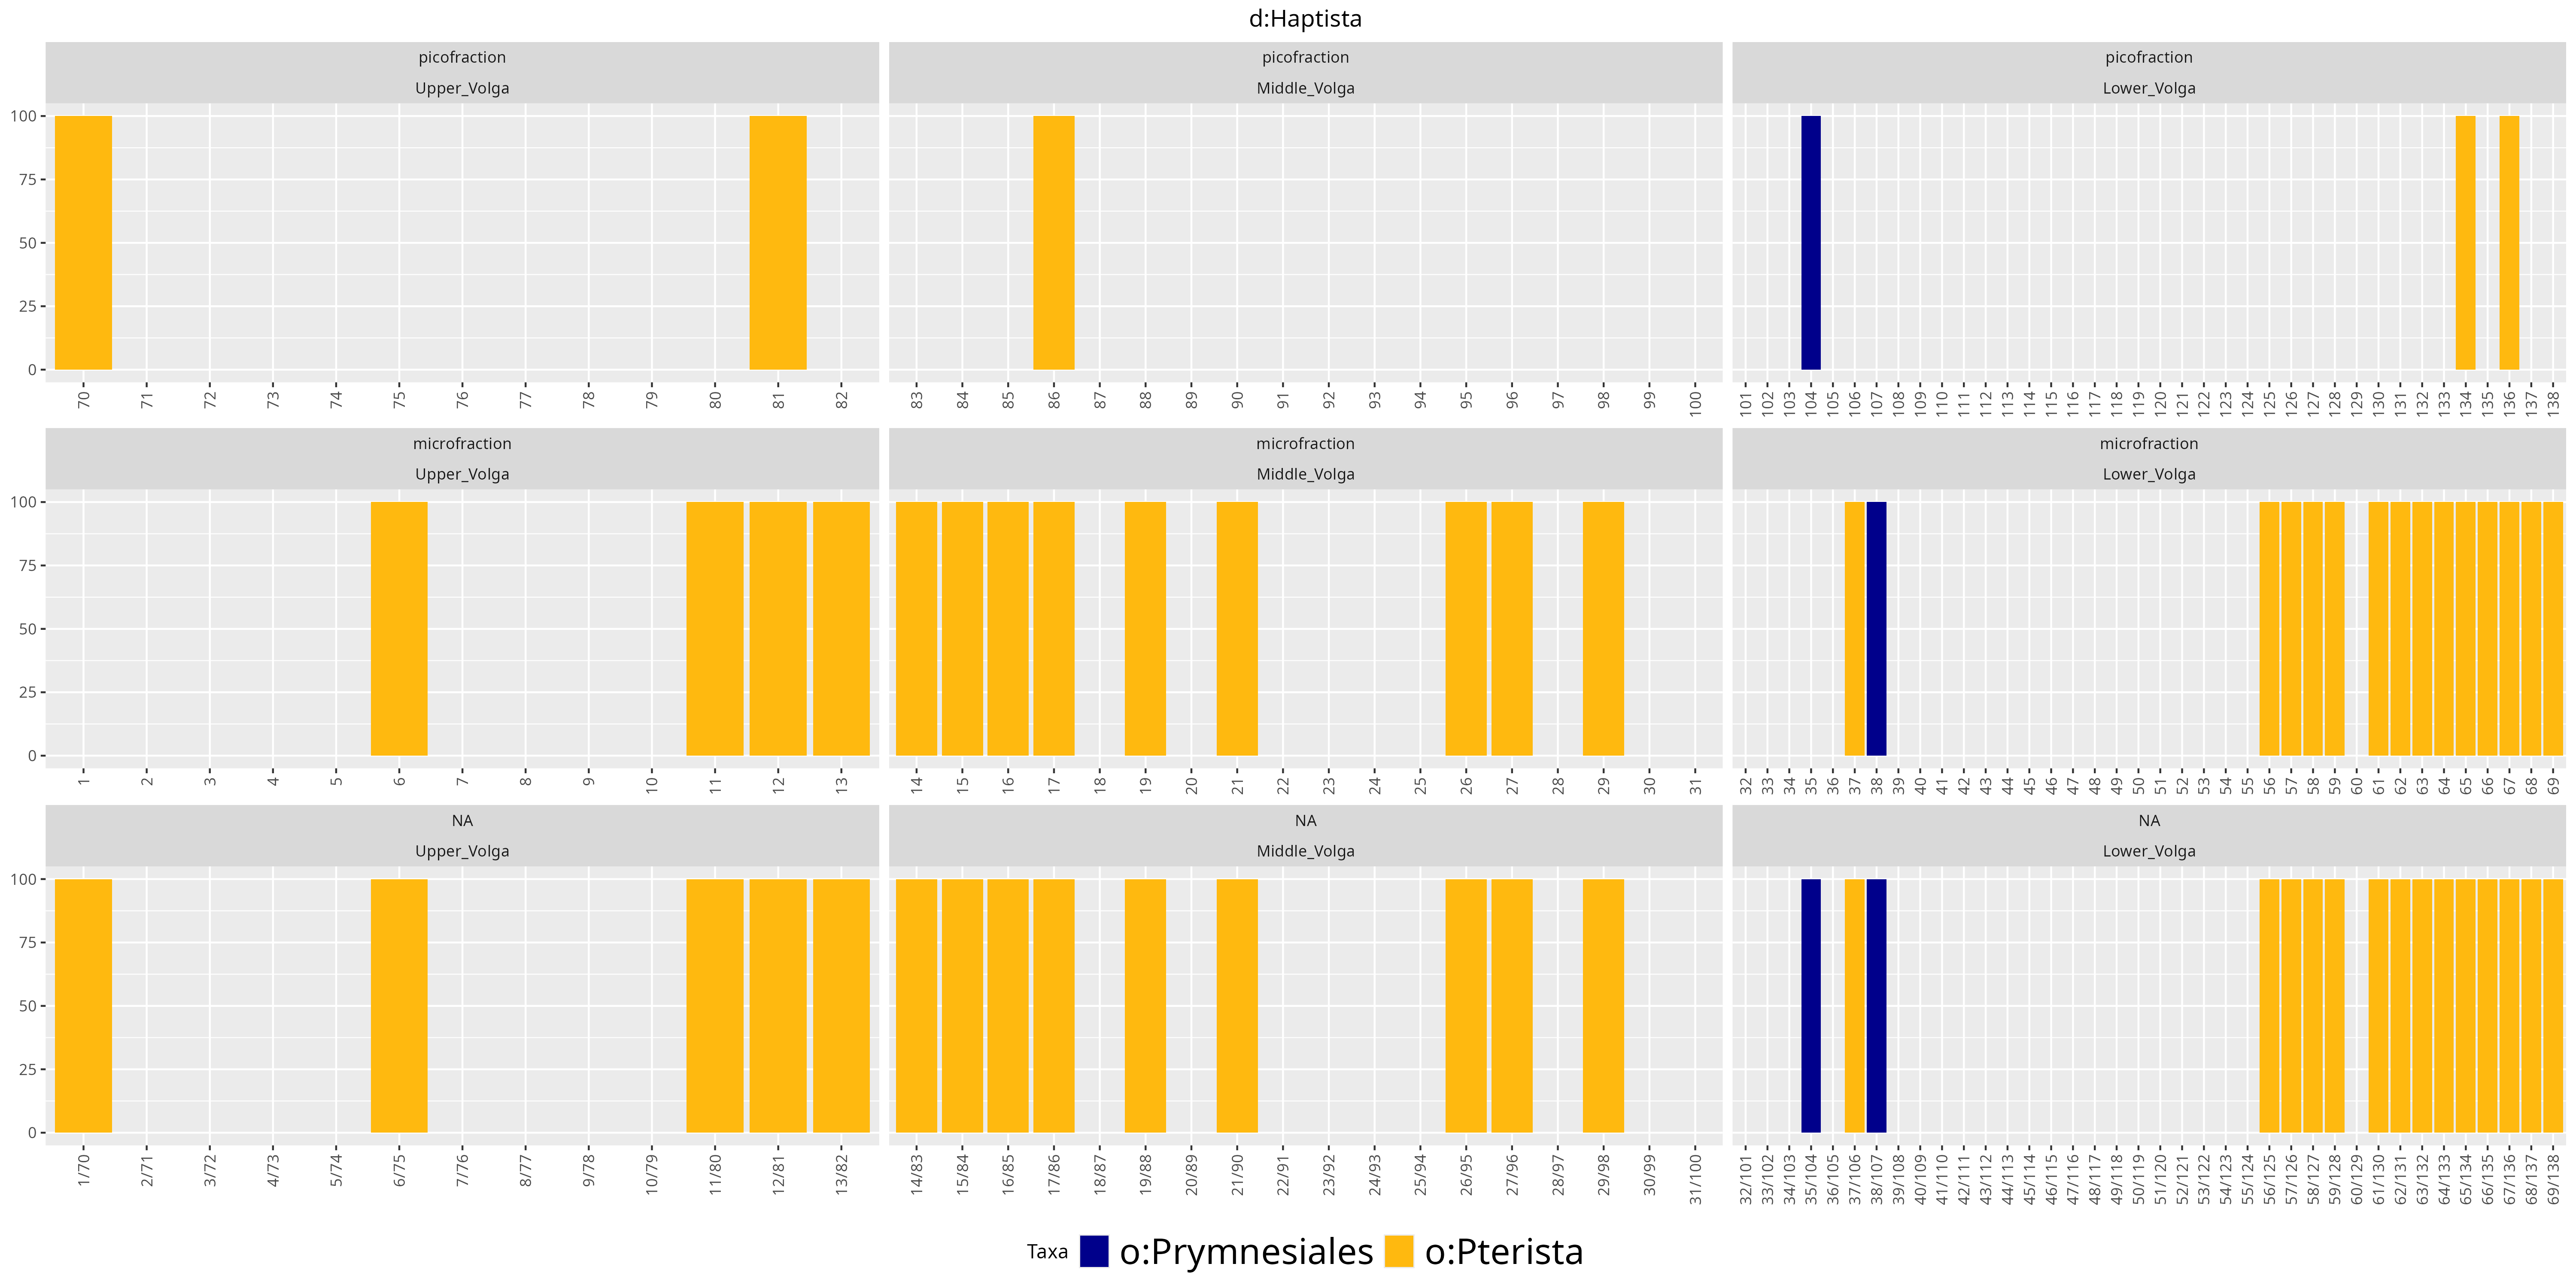 d:Haptista
picofraction picofraction picofraction
Upper_Volga Middle_Volga Lower_Volga
100
75
50
25
0
70 71 72 73 74 75 76 77 78 79 80 81 82 83 84 85 86 87 88 89 90 91 92 93 94 95 96 97 98 99 100 101 102 103 104 105 106 107 108 109 110 111 112 113 114 115 116 117 118 119 120 121 122 123 124 125 126 127 128 129 130 131 132 133 134 135 136 137 138
microfraction microfraction microfraction
Upper_Volga Middle_Volga Lower_Volga
100
75
50
25
0
1 2 3 4 5 6 7 8 9 10 11 12 13 14 15 16 17 18 19 20 21 22 23 24 25 26 27 28 29 30 31 32 33 34 35 36 37 38 39 40 41 42 43 44 45 46 47 48 49 50 51 52 53 54 55 56 57 58 59 60 61 62 63 64 65 66 67 68 69
NA NA NA
Upper_Volga Middle_Volga Lower_Volga
100
75
50
25
0
1/70 2/71 3/72 4/73 5/74 6/75 7/76 8/77 9/78 10/79 11/80 12/81 13/82 14/83 15/84 16/85 17/86 18/87 19/88 20/89 21/90 22/91 23/92 24/93 25/94 26/95 27/96 28/97 29/98 30/99 31/100 32/101 33/102 34/103 35/104 36/105 37/106 38/107 39/108 40/109 41/110 42/111 43/112 44/113 45/114 46/115 47/116 48/117 49/118 50/119 51/120 52/121 53/122 54/123 55/124 56/125 57/126 58/127 59/128 60/129 61/130 62/131 63/132 64/133 65/134 66/135 67/136 68/137 69/138
Taxa o:Prymnesiales o:Pterista